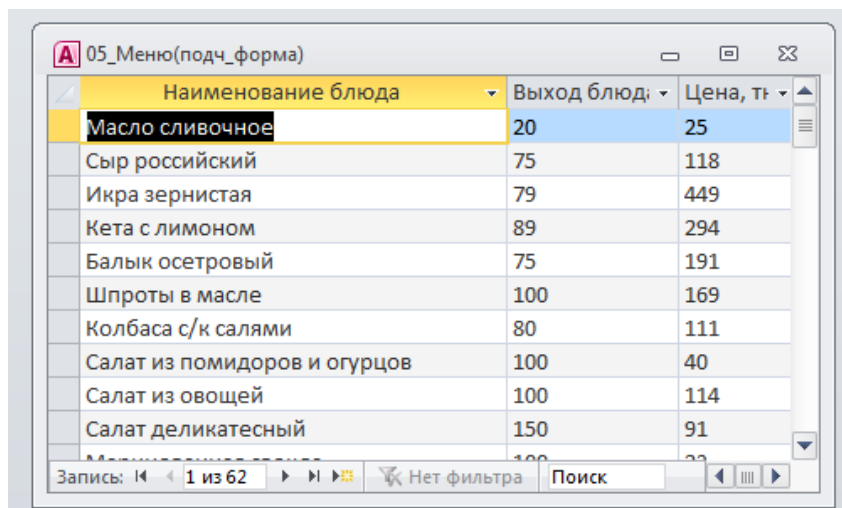 A 05_Меню(подч_форма)
Наименование блюда Выход блюда Цена, тн
Масло сливочное 20 25
Сыр российский 75 118
Икра зернистая 79 449
Кета с лимоном 89 294
Балык осетровый 75 191
Шпроты в масле 100 169
Колбаса с/к салями 80 111
Салат из помидоров и огурцов 100 40
Салат из овощей 100 114
Салат деликатесный 150 91
Запись: 1 из 62 Нет фильтра Поиск